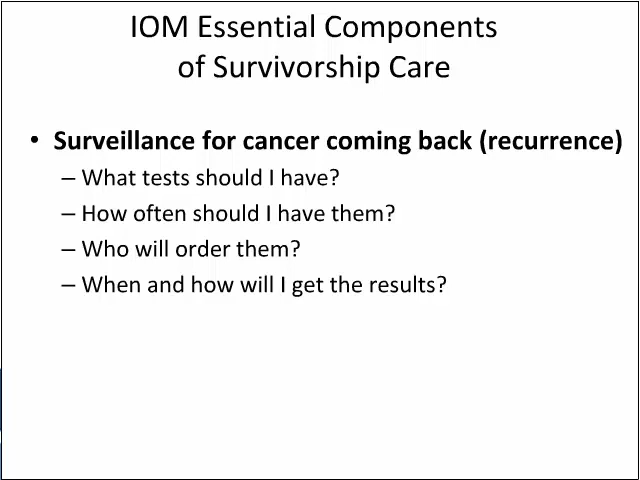 IOM Essential Components
of Survivorship Care
• Surveillance for cancer coming back (recurrence)
– What tests should I have?
– How often should I have them?
– Who will order them?
– When and how will I get the results?